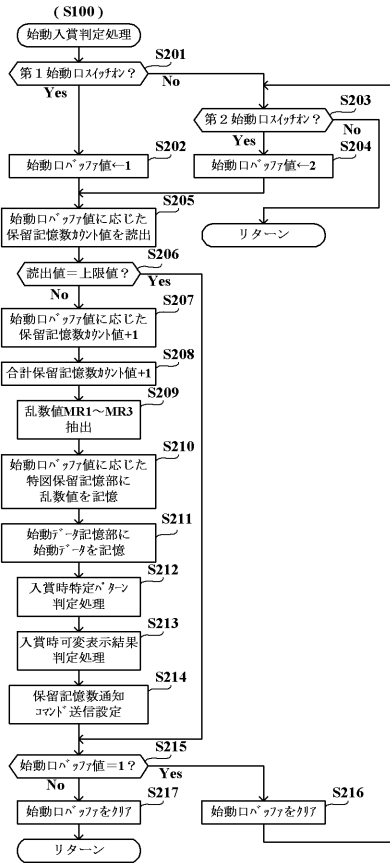 (S100)
始動入賞判定処理
S201
第1始動口スイッチオン？
No
Yes
S203
第2始動口スイッチオン？
No
Yes
S202
始動口バッファ値←1
S204
始動口バッファ値←2
S205
始動口バッファ値に応じた
保留記憶数カウント値を読出
リターン
S206
読出値＝上限値？
Yes
No
S207
始動口バッファ値に応じた
保留記憶数カウント値+1
S208
合計保留記憶数カウント値+1
S209
乱数値MR1～MR3
抽出
S210
始動口バッファ値に応じた
特図保留記憶部に
乱数値を記憶
S211
始動データ記憶部に
始動データを記憶
S212
入賞時特定パターン
判定処理
S213
入賞時可変表示結果
判定処理
S214
保留記憶数通知
コマンド送信設定
S215
始動口バッファ値＝1？
Yes
No
S217
始動口バッファをクリア
S216
始動口バッファをクリア
リターン